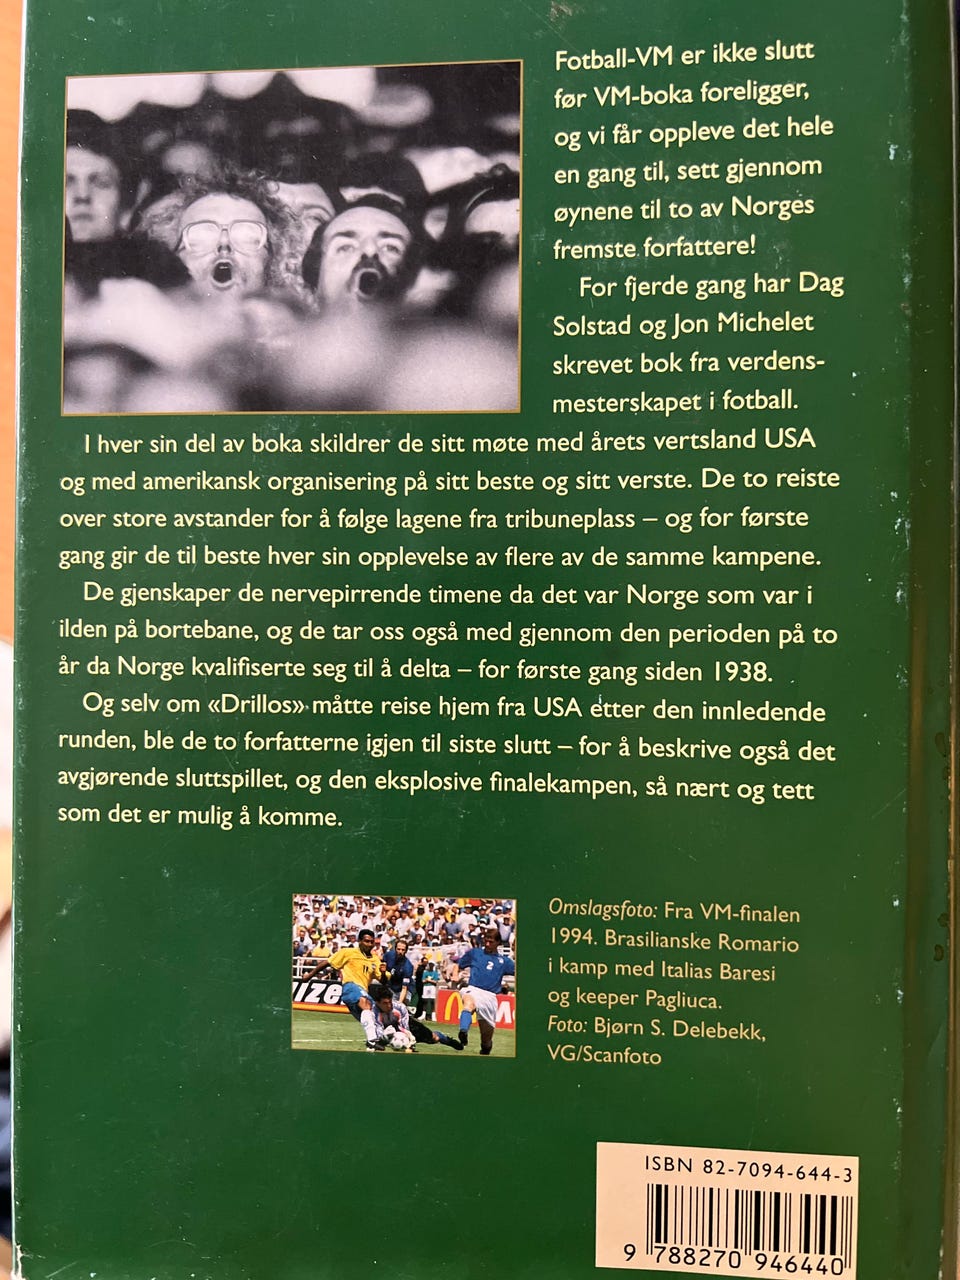 Fotball-VM er ikke slutt
før VM-boka foreligger,
og vi får oppleve det hele
en gang til, sett gjennom
øynene til to av Norges
fremste forfattere!
For fjerde gang har Dag
Solstad og Jon Michelet
skrevet bok fra verdens-
mesterskapet i fotball.
I hver sin del av boka skildrer de sitt møte med årets vertsland USA
og med amerikansk organisering på sitt beste og sitt verste. De to reiste
over store avstander for å følge lagene fra tribuneplass – og for første
gang gir de til beste hver sin opplevelse av flere av de samme kampene.
De gjenskaper de nervepirrende timene da det var Norge som var i
ilden på bortebane, og de tar oss også med gjennom den perioden på to
år da Norge kvalifiserte seg til å delta – for første gang siden 1938.
Og selv om «Drillos» måtte reise hjem fra USA etter den innledende
runden, ble de to forfatterne igjen til siste slutt – for å beskrive også det
avgjørende sluttspillet, og den eksplosive finalekampen, så nært og tett
som det er mulig å komme.
ize
11
2
M
Omslagsfoto: Fra VM-finalen
1994. Brasilianske Romario
i kamp med Italias Baresi
og keeper Pagliuca.
Foto: Bjørn S. Delebekk,
VG/Scanfoto
ISBN 82-7094-644-3
9 788270 946440